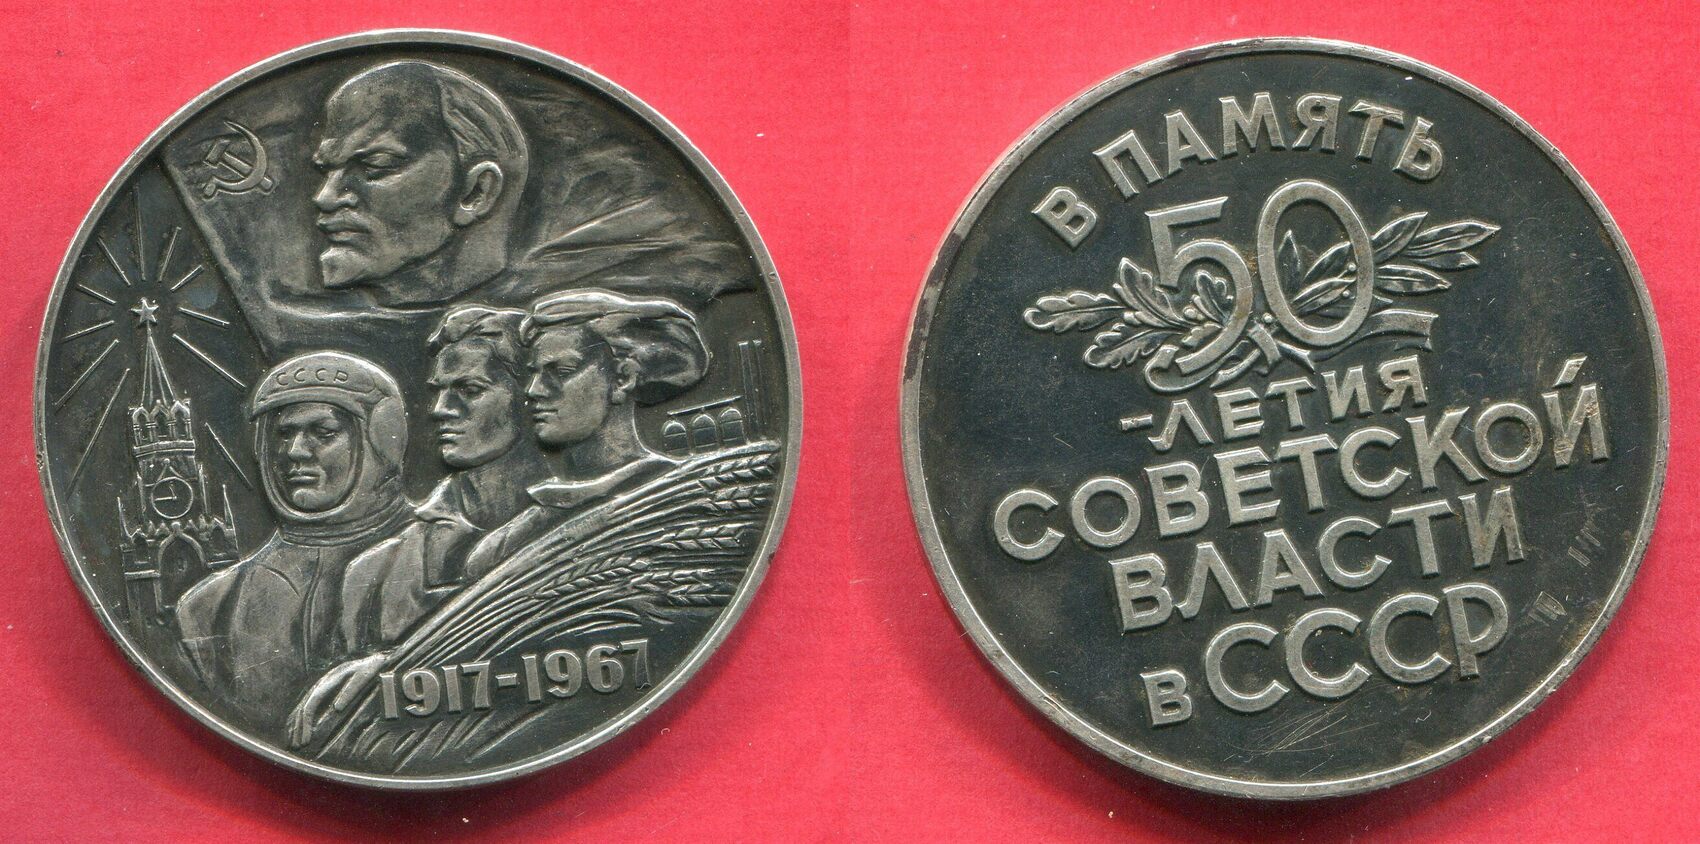 СССР
1917-1967
В ПАМЯТЬ
50
-ЛЕТИЯ
СОВЕТСКОЙ
ВЛАСТИ
В СССР